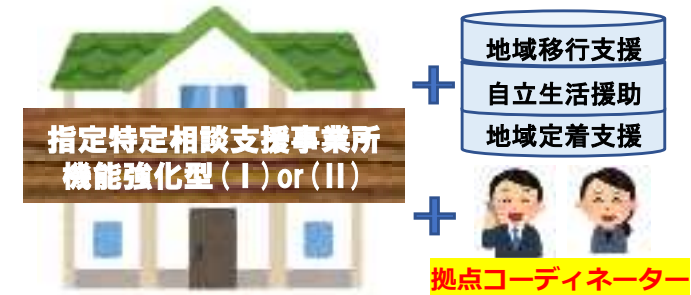 指定特定相談支援事業所
機能強化型(Ⅰ)or(Ⅱ)
地域移行支援
自立生活援助
地域定着支援
拠点コーディネーター